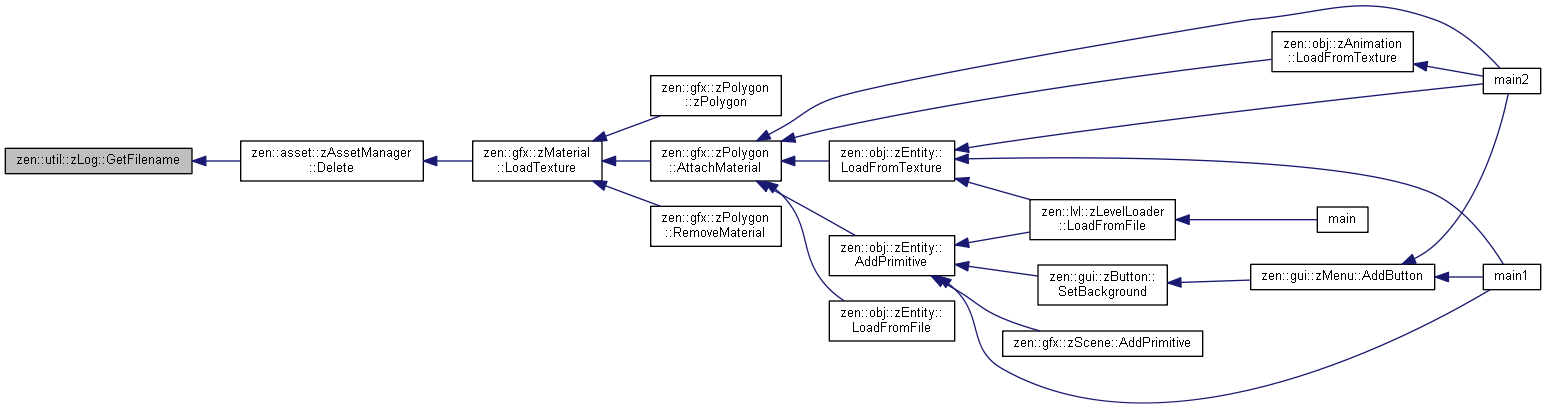 zen::util::zLog::GetFilename
zen::asset::zAssetManager
::Delete
zen::gfx::zMaterial
::LoadTexture
zen::gfx::zPolygon
::zPolygon
zen::gfx::zPolygon
::AttachMaterial
zen::gfx::zPolygon
::RemoveMaterial
zen::obj::zEntity::
LoadFromTexture
zen::obj::zEntity::
AddPrimitive
zen::obj::zEntity::
LoadFromFile
zen::lvl::zLevelLoader
::LoadFromFile
zen::gui::zButton::
SetBackground
zen::gfx::zScene::AddPrimitive
zen::obj::zAnimation
::LoadFromTexture
main
zen::gui::zMenu::AddButton
main2
main1